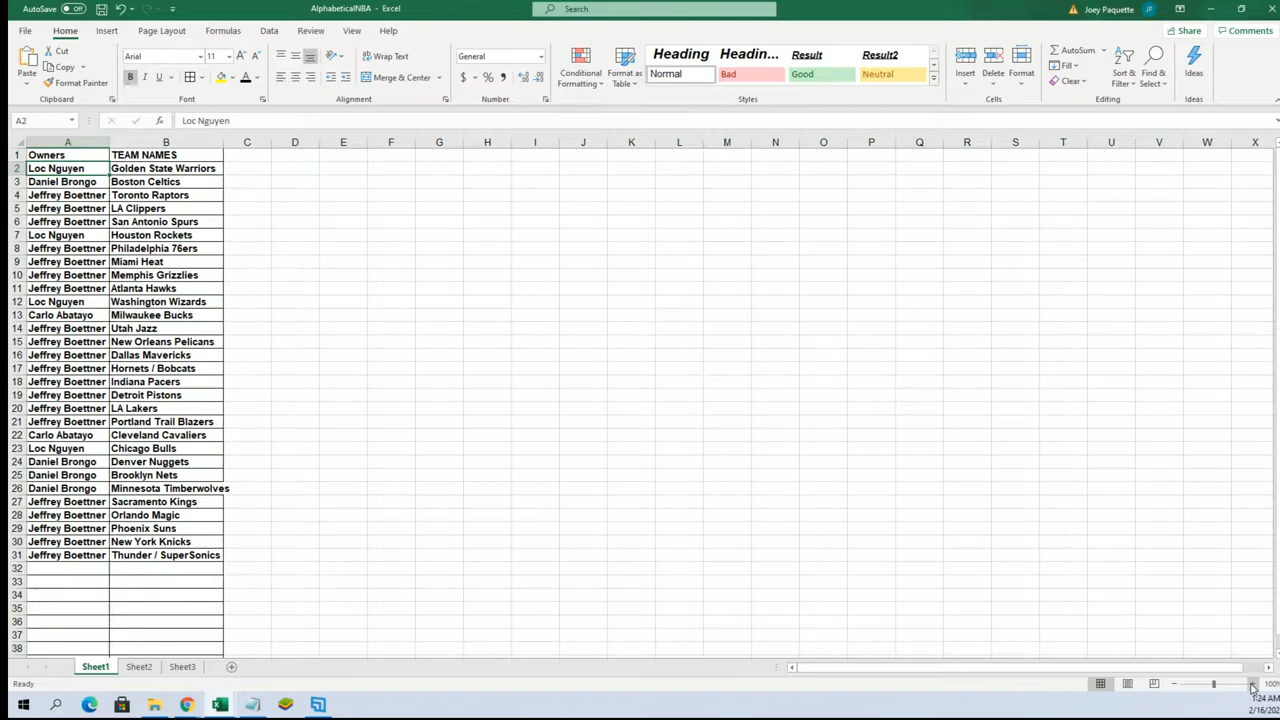 AutoSave Off AlphabeticalNBA - Excel Search Joey Paquette JP
File Home Insert Page Layout Formulas Data Review View Help Share Comments
Paste Cut Copy Format Painter Clipboard
Arial 11 A A B I U A Font
Wrap Text Merge & Center Alignment
General $ % Number
Conditional Formatting Format as Table Heading Headin... Result Result2 Normal Bad Good Neutral Styles
Insert Delete Format Cells
AutoSum Fill Clear Sort & Filter Find & Select Editing
Ideas Ideas
A2 fx Loc Nguyen
A B C D E F G H I J K L M N O P Q R S T U V W X
1 Owners TEAM NAMES
2 Loc Nguyen Golden State Warriors
3 Daniel Brongo Boston Celtics
4 Jeffrey Boettner Toronto Raptors
5 Jeffrey Boettner LA Clippers
6 Jeffrey Boettner San Antonio Spurs
7 Loc Nguyen Houston Rockets
8 Jeffrey Boettner Philadelphia 76ers
9 Jeffrey Boettner Miami Heat
10 Jeffrey Boettner Memphis Grizzlies
11 Jeffrey Boettner Atlanta Hawks
12 Loc Nguyen Washington Wizards
13 Carlo Abatayo Milwaukee Bucks
14 Jeffrey Boettner Utah Jazz
15 Jeffrey Boettner New Orleans Pelicans
16 Jeffrey Boettner Dallas Mavericks
17 Jeffrey Boettner Hornets / Bobcats
18 Jeffrey Boettner Indiana Pacers
19 Jeffrey Boettner Detroit Pistons
20 Jeffrey Boettner LA Lakers
21 Jeffrey Boettner Portland Trail Blazers
22 Carlo Abatayo Cleveland Cavaliers
23 Loc Nguyen Chicago Bulls
24 Daniel Brongo Denver Nuggets
25 Daniel Brongo Brooklyn Nets
26 Daniel Brongo Minnesota Timberwolves
27 Jeffrey Boettner Sacramento Kings
28 Jeffrey Boettner Orlando Magic
29 Jeffrey Boettner Phoenix Suns
30 Jeffrey Boettner New York Knicks
31 Jeffrey Boettner Thunder / SuperSonics
32
33
34
35
36
37
38
Sheet1 Sheet2 Sheet3
Ready 100%
1:24 AM
2/16/202